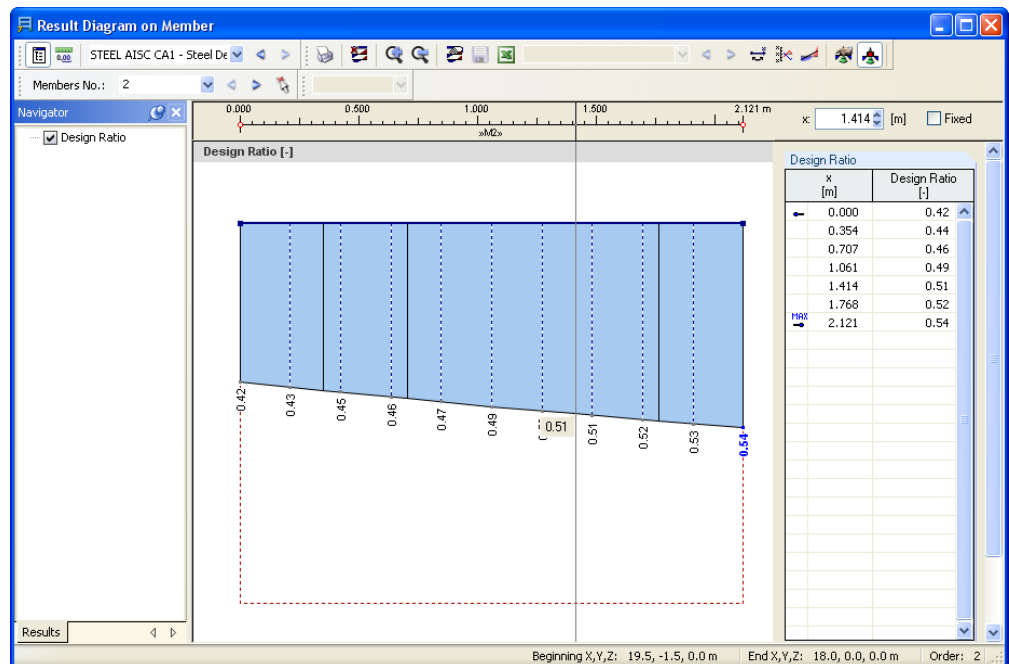 Result Diagram on Member
0.00 STEEL AISC CA1 - Steel De
Members No.: 2
Navigator
Design Ratio
0.000 0.500 1.000 1.500 2.121 m
»M2»
x: 1.414 [m] Fixed
Design Ratio [-]
0.42
0.43
0.45
0.46
0.47
0.49
0.51
0.51
0.52
0.53
0.54
Design Ratio
x [m] Design Ratio [-]
0.000 0.42
0.354 0.44
0.707 0.46
1.061 0.49
1.414 0.51
1.768 0.52
MAX 2.121 0.54
Results
Beginning X,Y,Z: 19.5, -1.5, 0.0 m End X,Y,Z: 18.0, 0.0, 0.0 m Order: 2